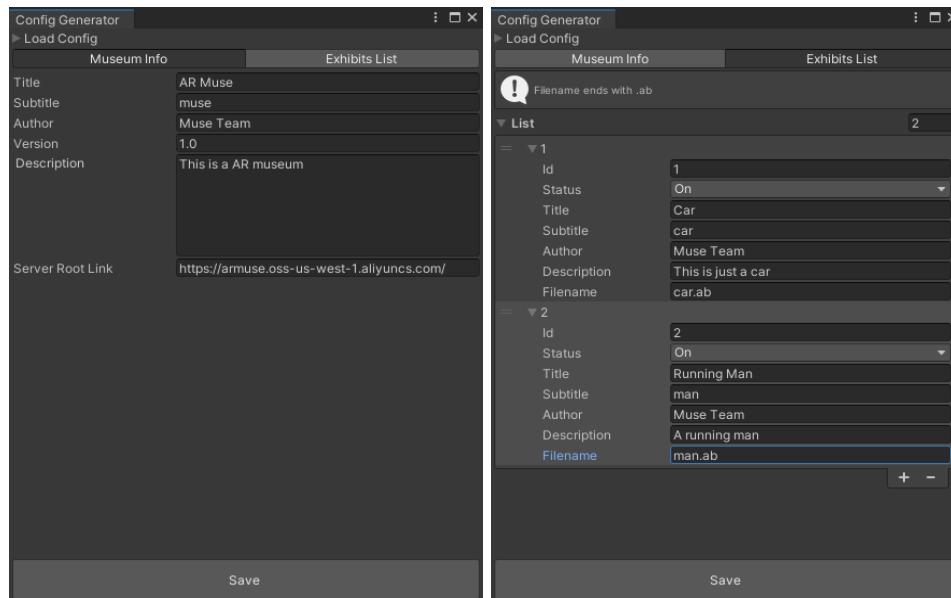 Config Generator
Load Config
Museum Info Exhibits List
Title AR Muse
Subtitle muse
Author Muse Team
Version 1.0
Description This is a AR museum
Server Root Link https://armuse.oss-us-west-1.aliyuncs.com/
Save
Config Generator
Load Config
Museum Info Exhibits List
Filename ends with .ab
List 2
1
Id 1
Status On
Title Car
Subtitle car
Author Muse Team
Description This is just a car
Filename car.ab
2
Id 2
Status On
Title Running Man
Subtitle man
Author Muse Team
Description A running man
Filename man.ab
Save